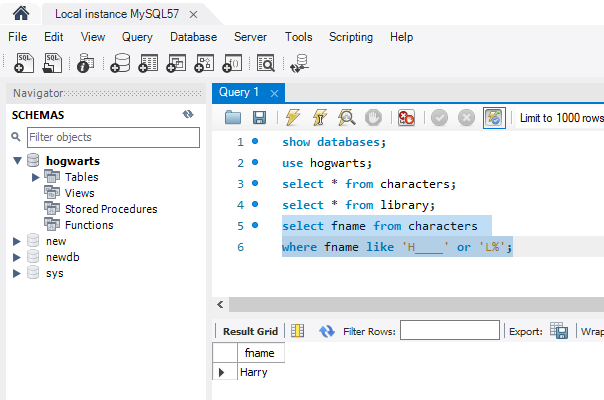 Local instance MySQL57 ×
File Edit View Query Database Server Tools Scripting Help
Navigator
Query 1 ×
SCHEMAS
Limit to 1000 rows
Filter objects
hogwarts
Tables
Views
Stored Procedures
Functions
new
newdb
sys
1 show databases;
2 use hogwarts;
3 select * from characters;
4 select * from library;
5 select fname from characters
6 where fname like 'H____' or 'L%';
Result Grid Filter Rows: Export: Wrap
fname
Harry